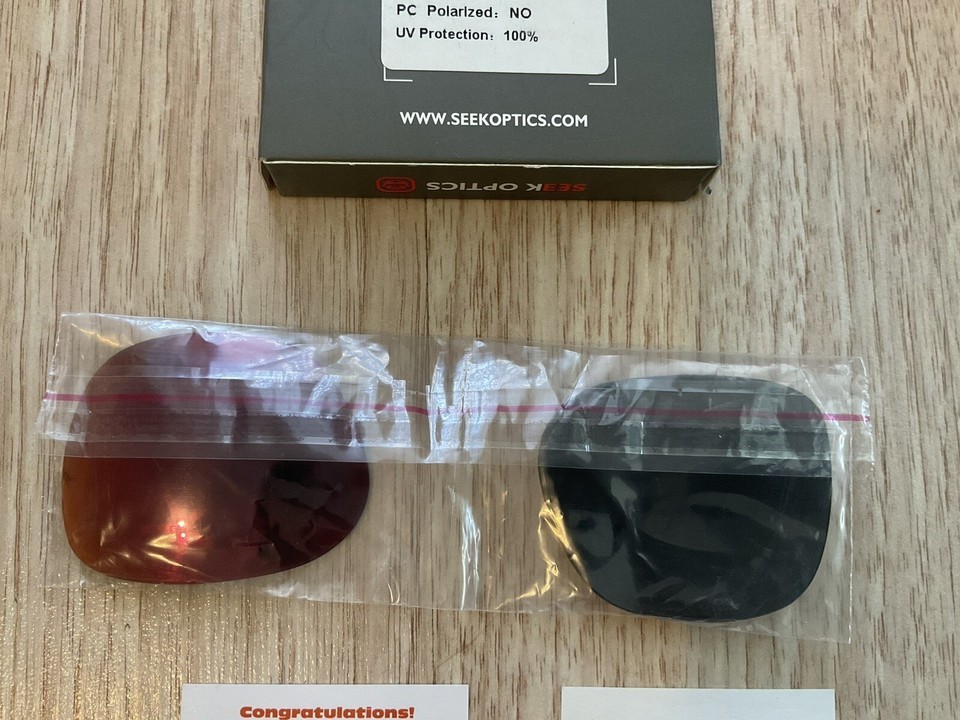 PC Polarized: NO
UV Protection: 100%
WWW.SEEKOPTICS.COM
SEEK OPTICS
Congratulations!